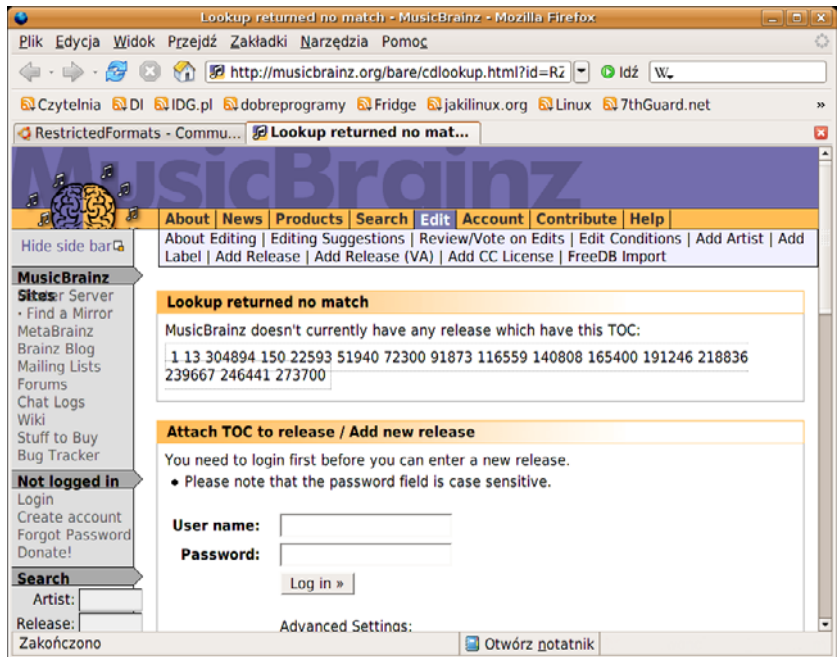 Lookup returned no match - MusicBrainz - Mozilla Firefox
Plik Edycja Widok Przejdź Zakładki Narzędzia Pomoc
http://musicbrainz.org/bare/cdlookup.html?id=RZ Idź
Czytelnia DI IDG.pl dobreprogramy Fridge jakilinux.org Linux 7thGuard.net »
RestrictedFormats - Commu... Lookup returned no mat...
MusicBrainz
About | News | Products | Search | Edit | Account | Contribute | Help |
Hide side bar
About Editing | Editing Suggestions | Review/Vote on Edits | Edit Conditions | Add Artist | Add
Label | Add Release | Add Release (VA) | Add CC License | FreeDB Import
MusicBrainz
Sites
Server
• Find a Mirror
MetaBrainz
Brainz Blog
Mailing Lists
Forums
Chat Logs
Wiki
Stuff to Buy
Bug Tracker
Not logged in
Login
Create account
Forgot Password
Donate!
Search
Artist:
Release:
Lookup returned no match
MusicBrainz doesn't currently have any release which have this TOC:
1 13 304894 150 22593 51940 72300 91873 116559 140808 165400 191246 218836
239667 246441 273700
Attach TOC to release / Add new release
You need to login first before you can enter a new release.
• Please note that the password field is case sensitive.
User name:
Password:
Log in »
Advanced Settings:
Zakończono
Otwórz notatnik